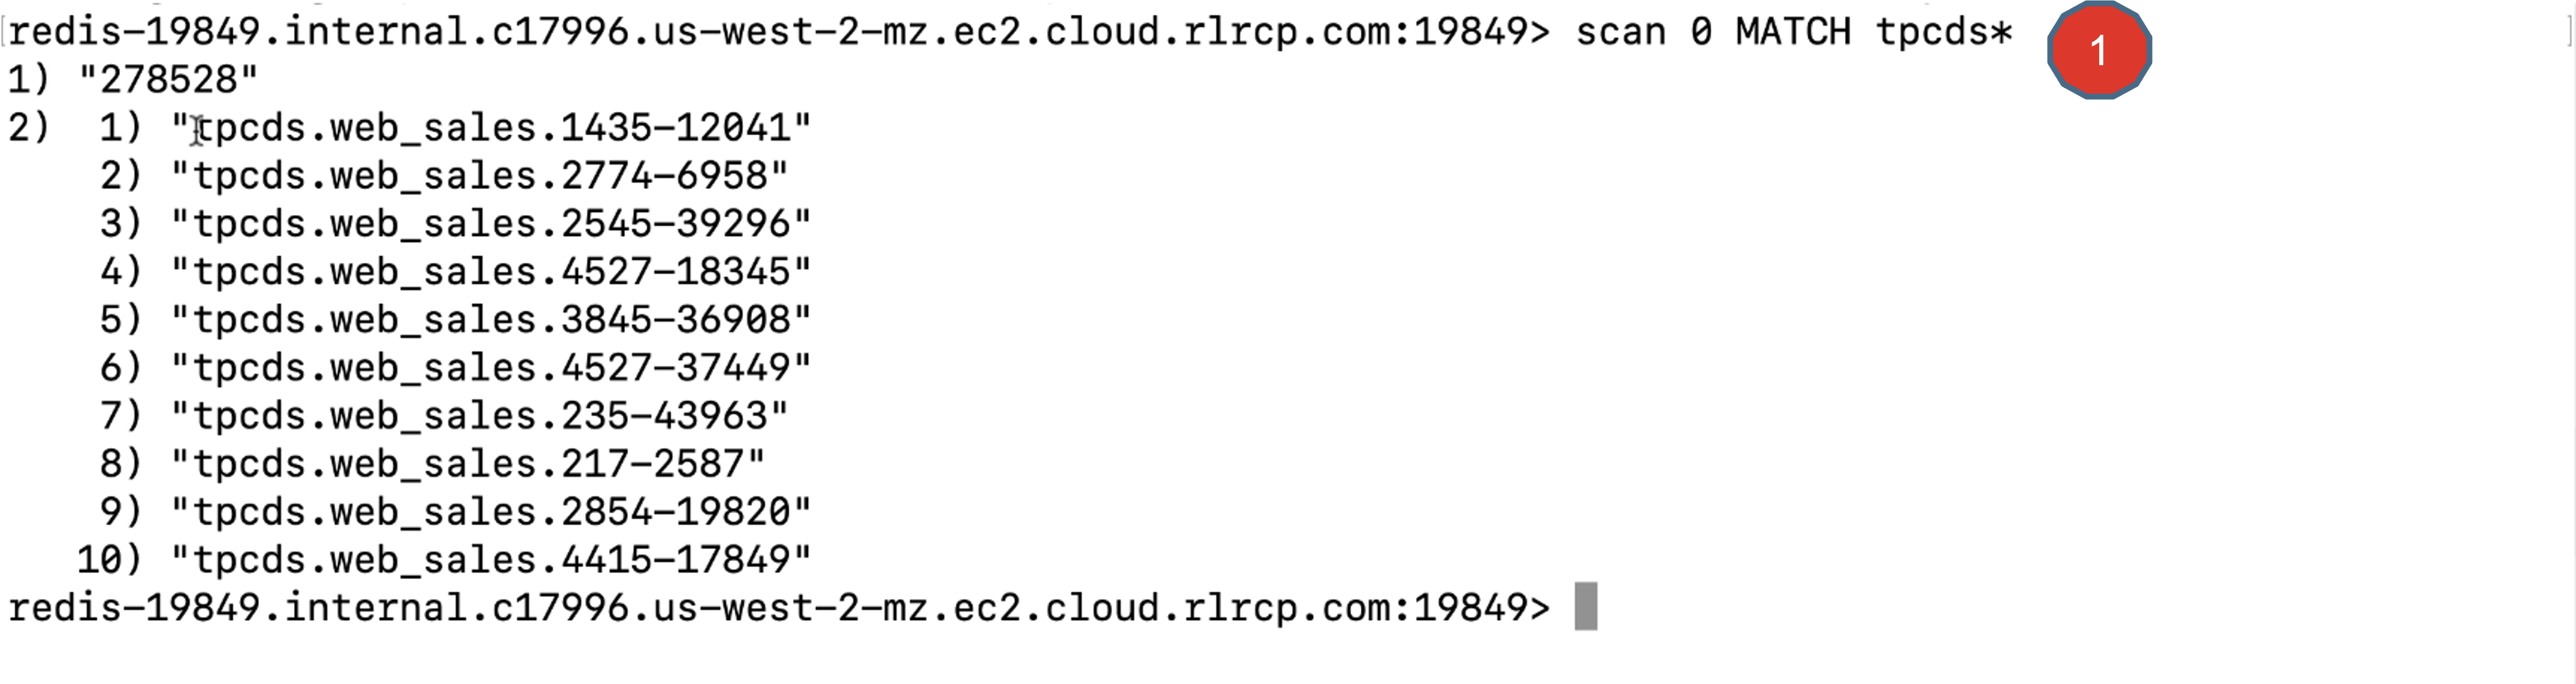 redis-19849.internal.c17996.us-west-2-mz.ec2.cloud.rlrcp.com:19849> scan 0 MATCH tpcds*
1
1) "278528"
2) 1) "tpcds.web_sales.1435-12041"
2) "tpcds.web_sales.2774-6958"
3) "tpcds.web_sales.2545-39296"
4) "tpcds.web_sales.4527-18345"
5) "tpcds.web_sales.3845-36908"
6) "tpcds.web_sales.4527-37449"
7) "tpcds.web_sales.235-43963"
8) "tpcds.web_sales.217-2587"
9) "tpcds.web_sales.2854-19820"
10) "tpcds.web_sales.4415-17849"
redis-19849.internal.c17996.us-west-2-mz.ec2.cloud.rlrcp.com:19849>